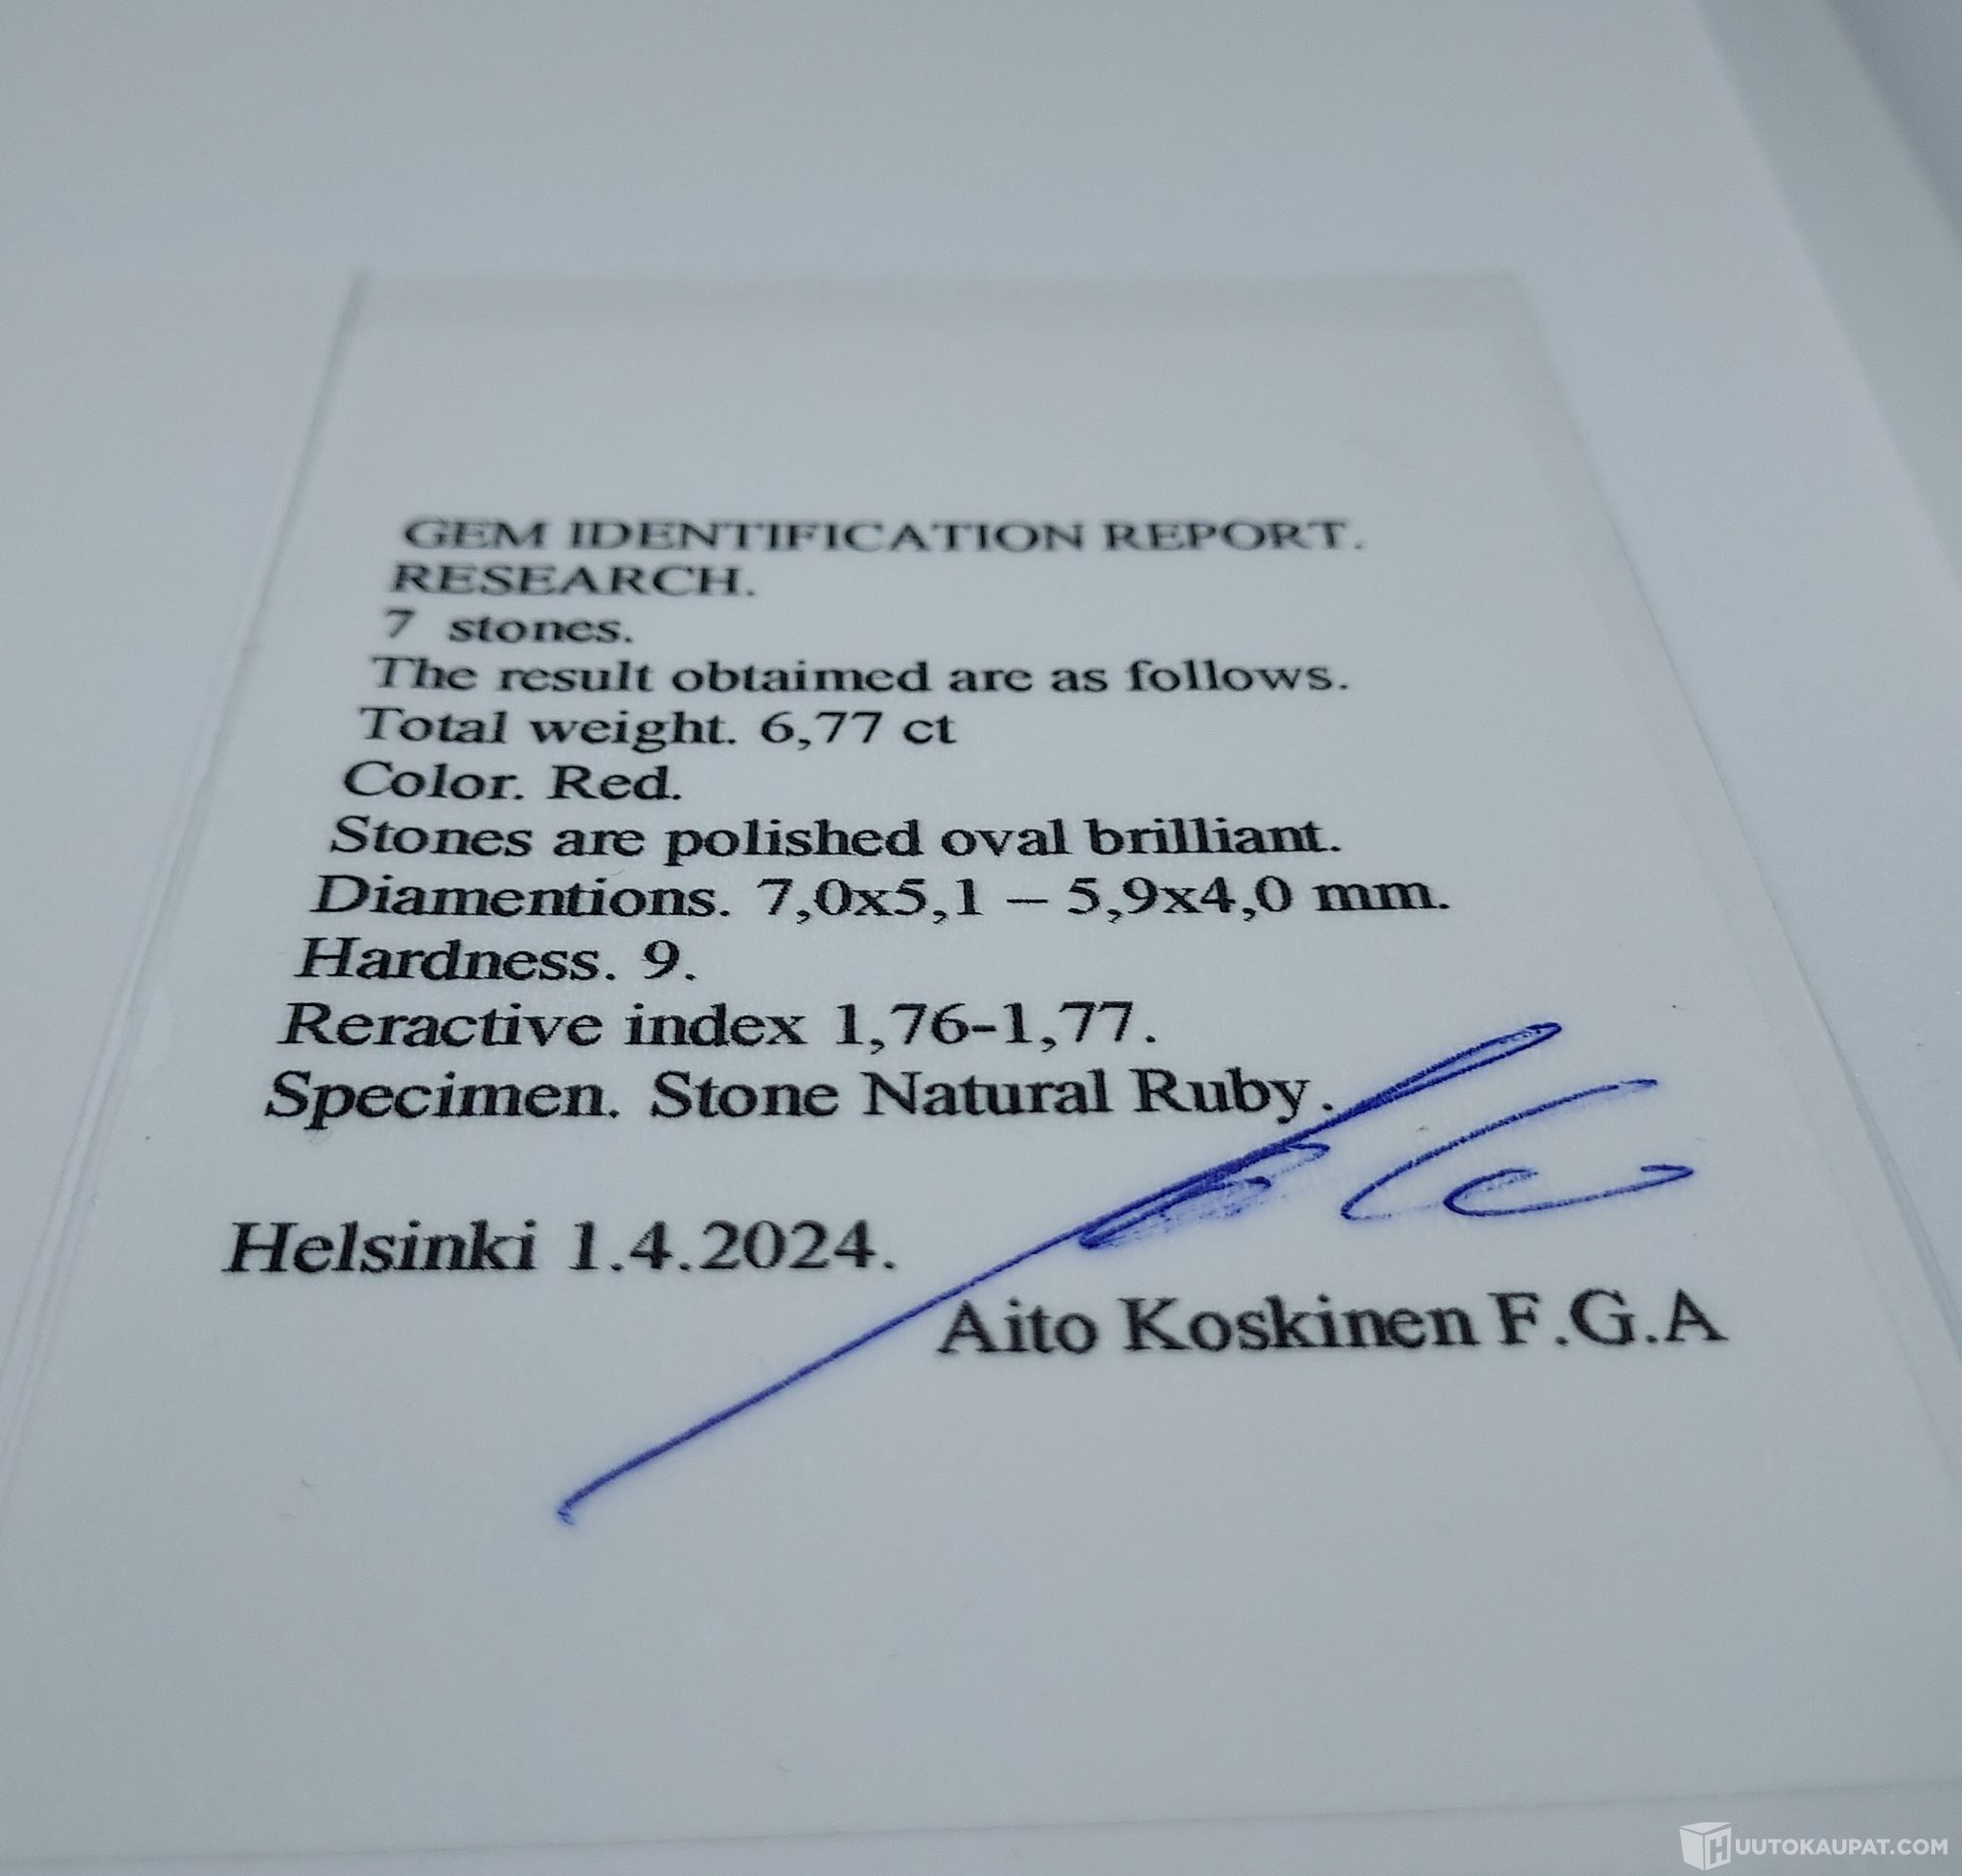 GEM IDENTIFICATION REPORT.
RESEARCH.
7 stones.
The result obtaimed are as follows.
Total weight. 6,77 ct
Color. Red.
Stones are polished oval brilliant.
Diamentions. 7,0x5,1 – 5,9x4,0 mm.
Hardness. 9.
Reractive index 1,76-1,77.
Specimen. Stone Natural Ruby.
Helsinki 1.4.2024.
Aito Koskinen F.G.A
HUUTOKAUPAT.COM